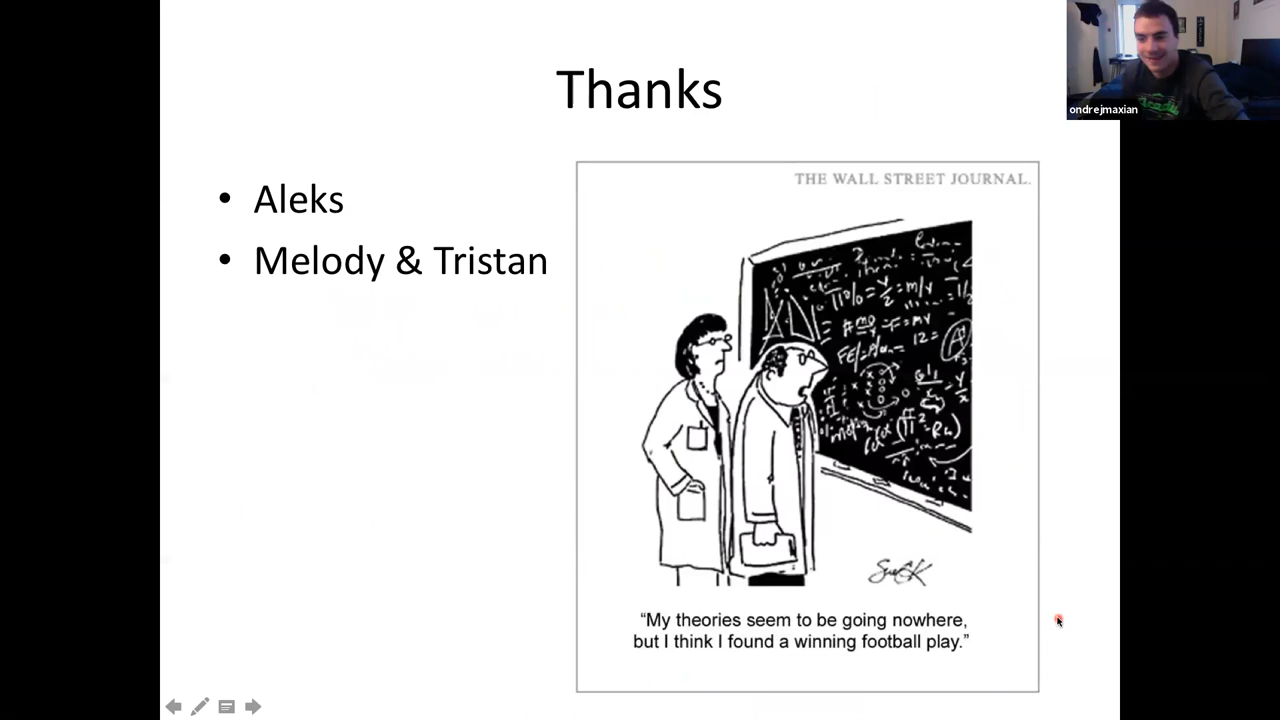 Thanks
ondrejmaxian
• Aleks
• Melody & Tristan
THE WALL STREET JOURNAL.
“My theories seem to be going nowhere,
but I think I found a winning football play.”